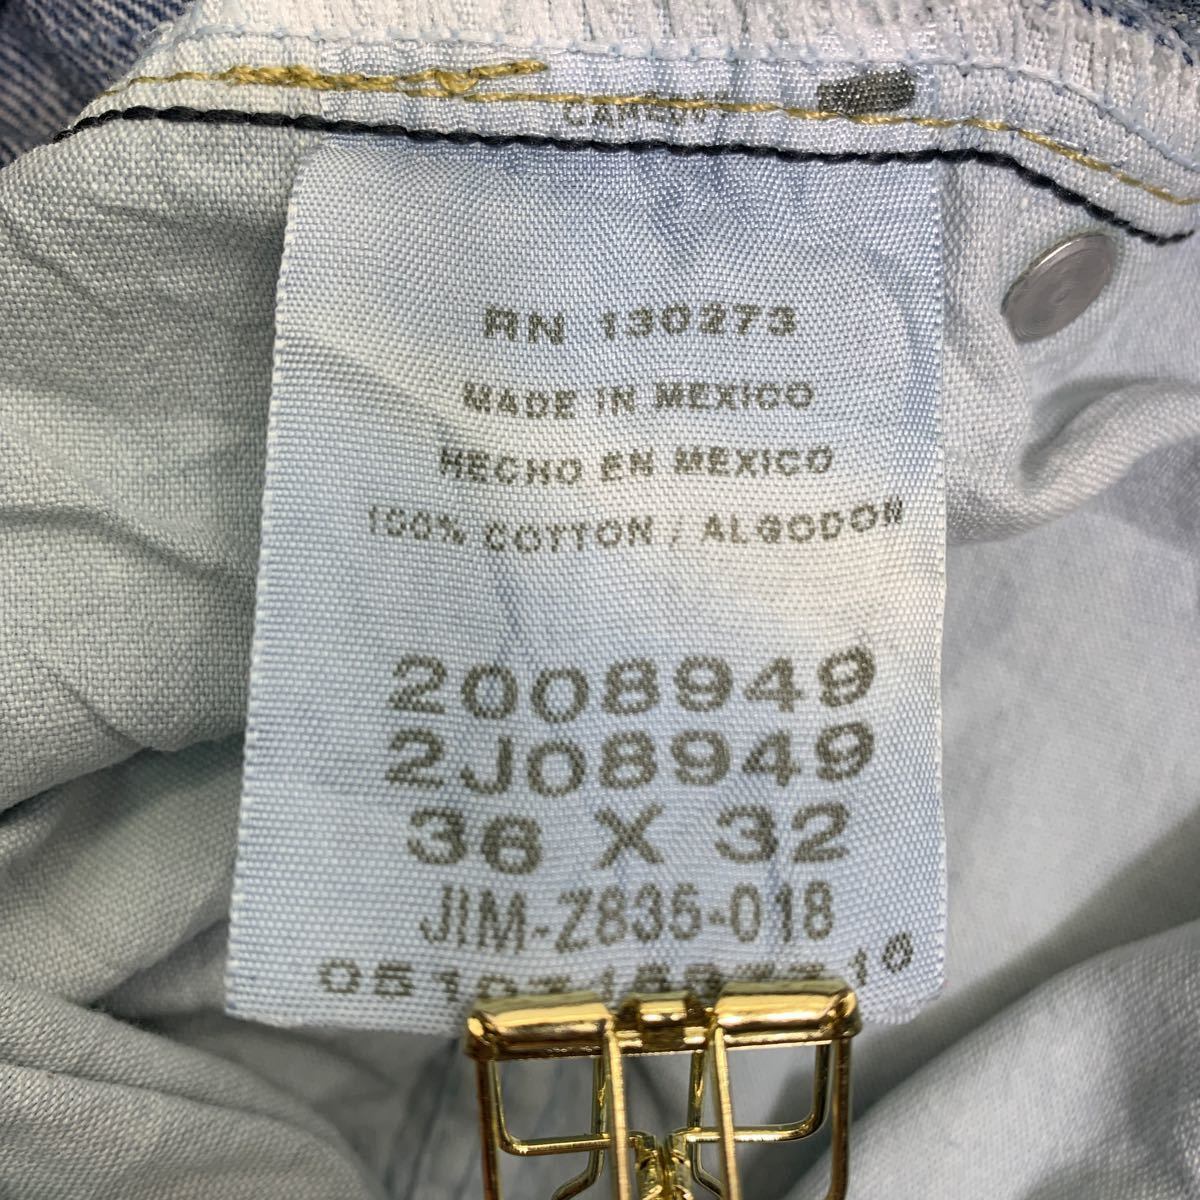 RN 130273
MADE IN MEXICO
HECHO EN MEXICO
100% COTTON / ALGODON
2008949
2J08949
36 X 32
JIM-Z835-018